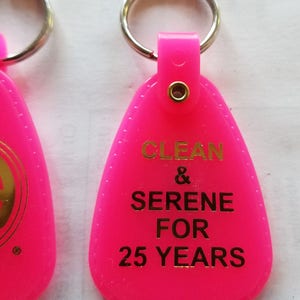 CLEAN
&
SERENE
FOR
25 YEARS
®